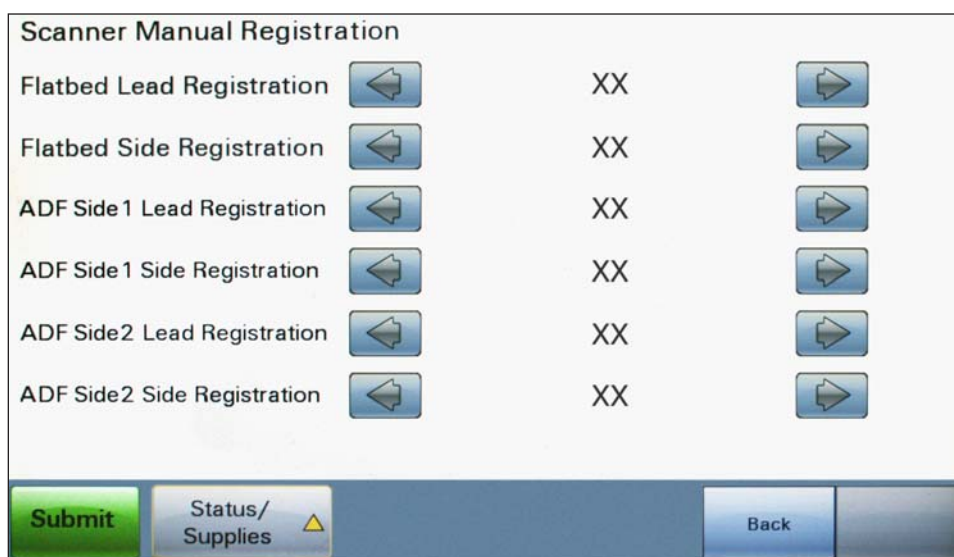 Scanner Manual Registration
Flatbed Lead Registration XX
Flatbed Side Registration XX
ADF Side1 Lead Registration XX
ADF Side1 Side Registration XX
ADF Side2 Lead Registration XX
ADF Side2 Side Registration XX
Submit
Status/
Supplies
Back